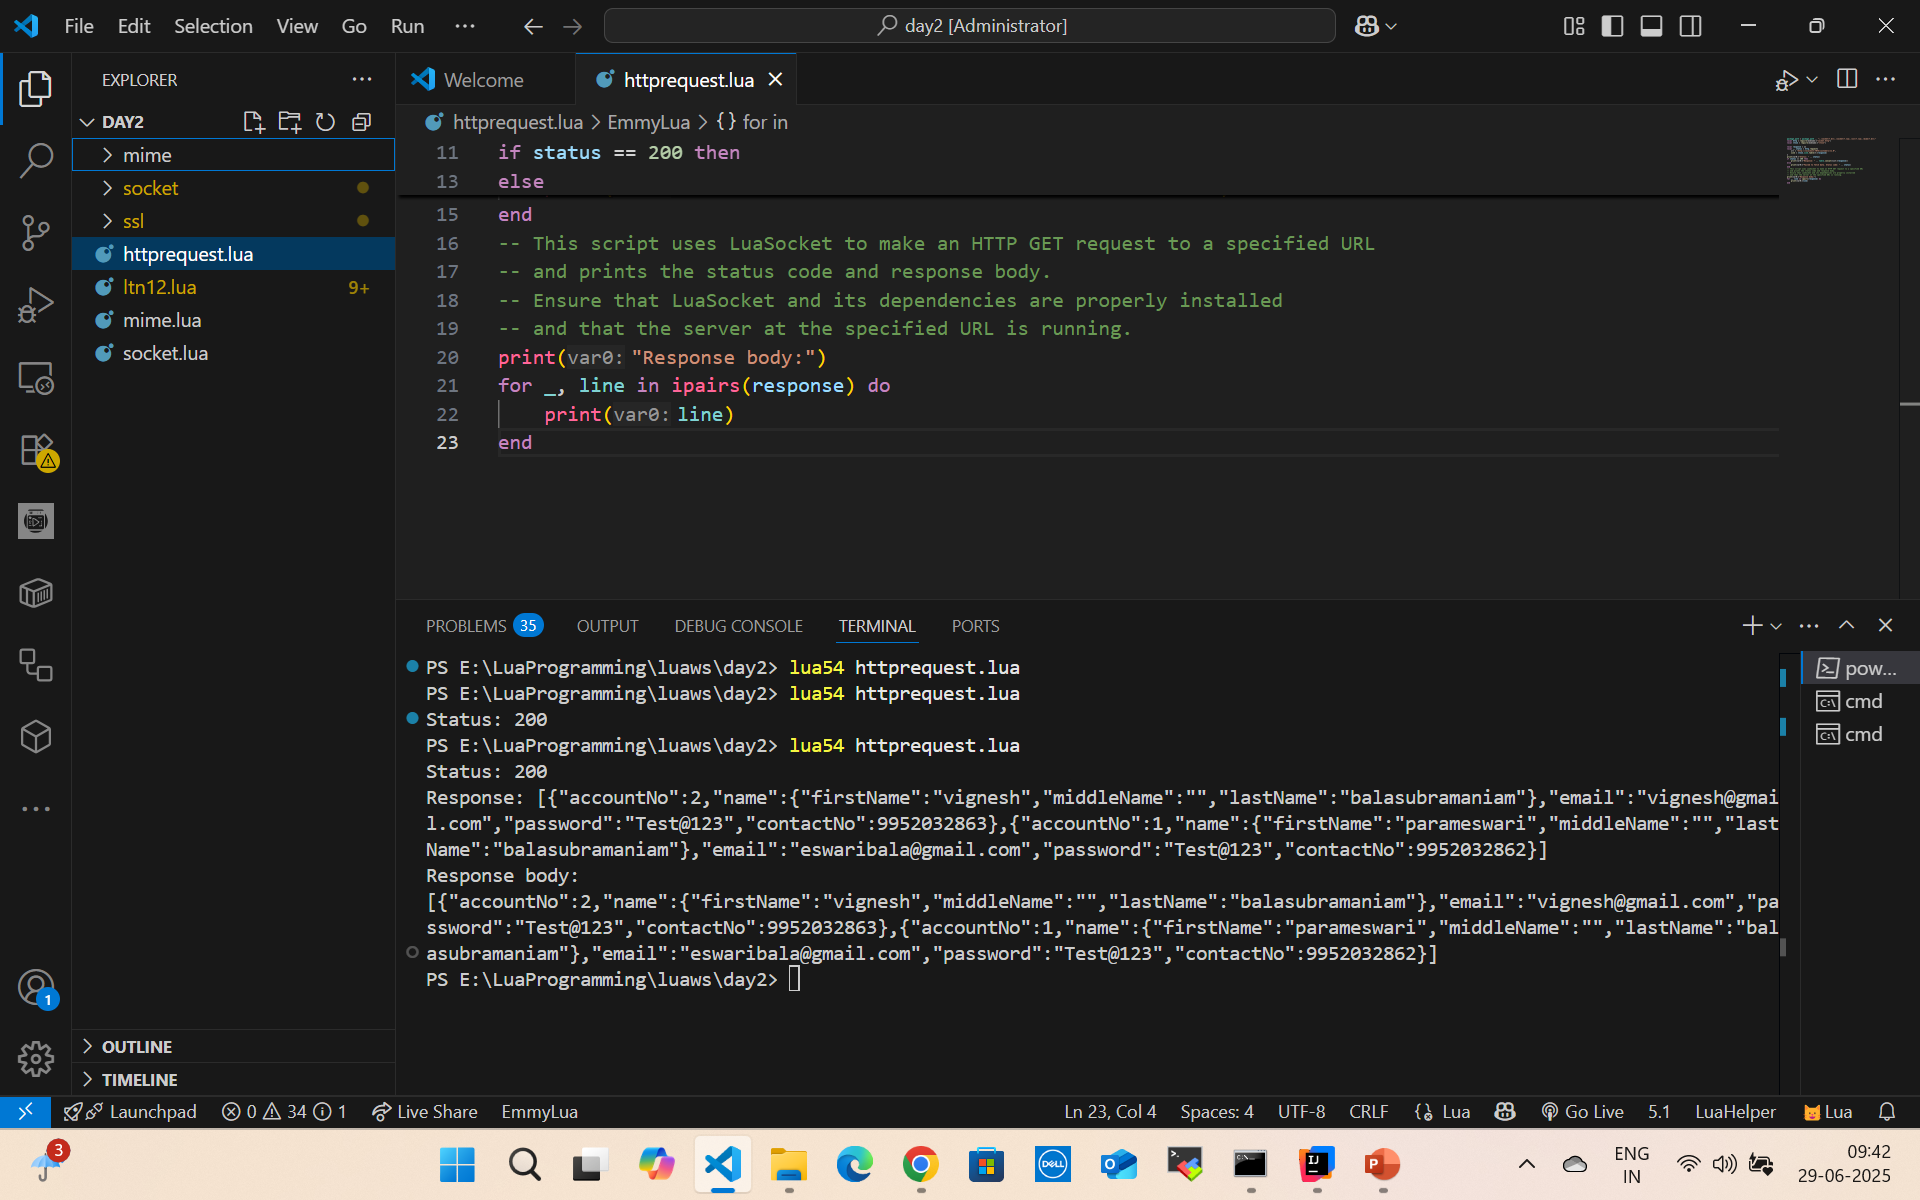 File Edit Selection View Go Run ··· day2 [Administrator]
EXPLORER
DAY2
mime
socket
ssl
httprequest.lua
ltn12.lua 9+
mime.lua
socket.lua
OUTLINE
TIMELINE
Welcome httprequest.lua
httprequest.lua > EmmyLua > {} for in
11 if status == 200 then
13 else
15 end
16 -- This script uses LuaSocket to make an HTTP GET request to a specified URL
17 -- and prints the status code and response body.
18 -- Ensure that LuaSocket and its dependencies are properly installed
19 -- and that the server at the specified URL is running.
20 print(var0: "Response body:")
21 for _, line in ipairs(response) do
22 print(var0: line)
23 end
PROBLEMS 35 OUTPUT DEBUG CONSOLE TERMINAL PORTS
PS E:\LuaProgramming\luaws\day2> lua54 httprequest.lua
PS E:\LuaProgramming\luaws\day2> lua54 httprequest.lua
Status: 200
PS E:\LuaProgramming\luaws\day2> lua54 httprequest.lua
Status: 200
Response: [{"accountNo":2,"name":{"firstName":"vignesh","middleName":"","lastName":"balasubramaniam"},"email":"vignesh@gmai
l.com","password":"Test@123","contactNo":9952032863},{"accountNo":1,"name":{"firstName":"parameswari","middleName":"","last
Name":"balasubramaniam"},"email":"eswaribala@gmail.com","password":"Test@123","contactNo":9952032862}]
Response body:
[{"accountNo":2,"name":{"firstName":"vignesh","middleName":"","lastName":"balasubramaniam"},"email":"vignesh@gmail.com","pa
ssword":"Test@123","contactNo":9952032863},{"accountNo":1,"name":{"firstName":"parameswari","middleName":"","lastName":"bal
asubramaniam"},"email":"eswaribala@gmail.com","password":"Test@123","contactNo":9952032862}]
PS E:\LuaProgramming\luaws\day2>
pow...
cmd
cmd
1
Launchpad 0 34 1 Live Share EmmyLua Ln 23, Col 4 Spaces: 4 UTF-8 CRLF Lua Go Live 5.1 LuaHelper Lua
3
DELL
ENG
IN
09:42
29-06-2025